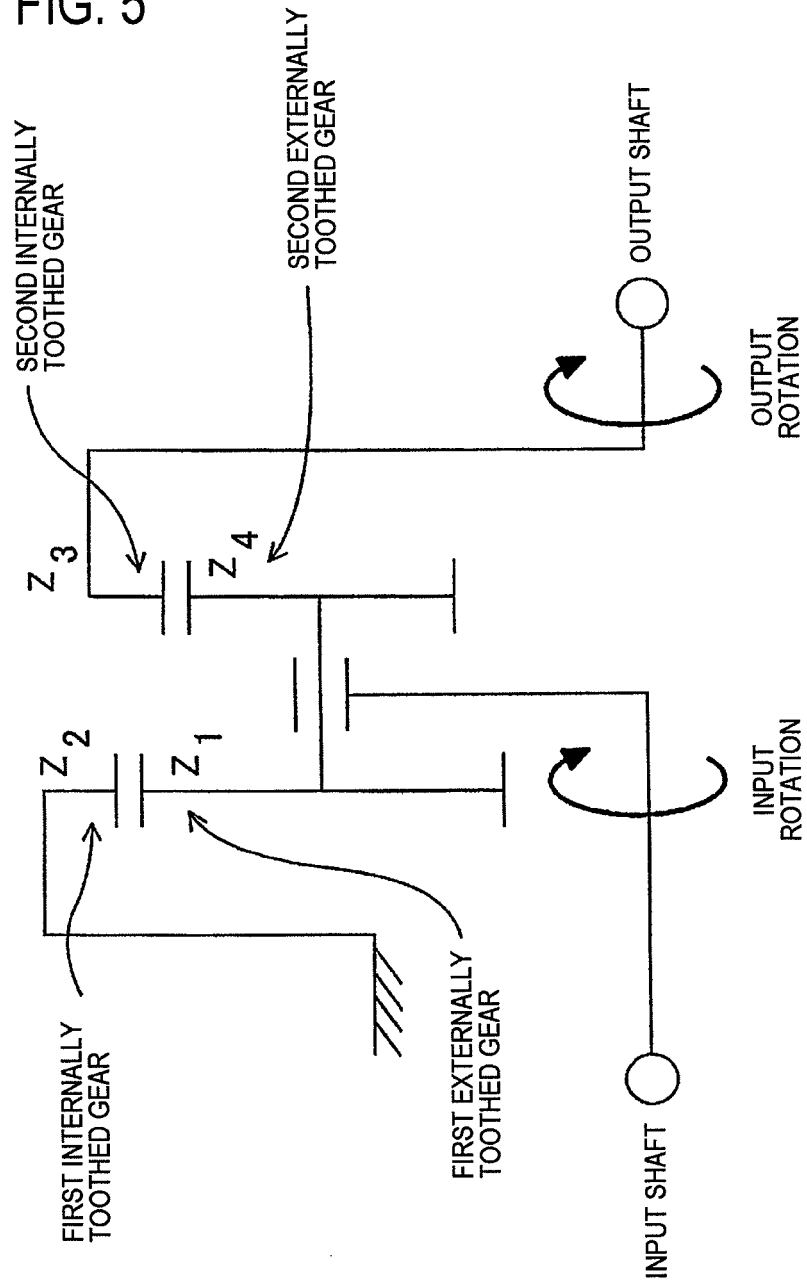 FIG. 5
SECOND INTERNALLY
TOOTHED GEAR
SECOND EXTERNALLY
TOOTHED GEAR
Z3
Z4
Z2
Z1
OUTPUT SHAFT
OUTPUT
ROTATION
INPUT
ROTATION
FIRST INTERNALLY
TOOTHED GEAR
FIRST EXTERNALLY
TOOTHED GEAR
INPUT SHAFT